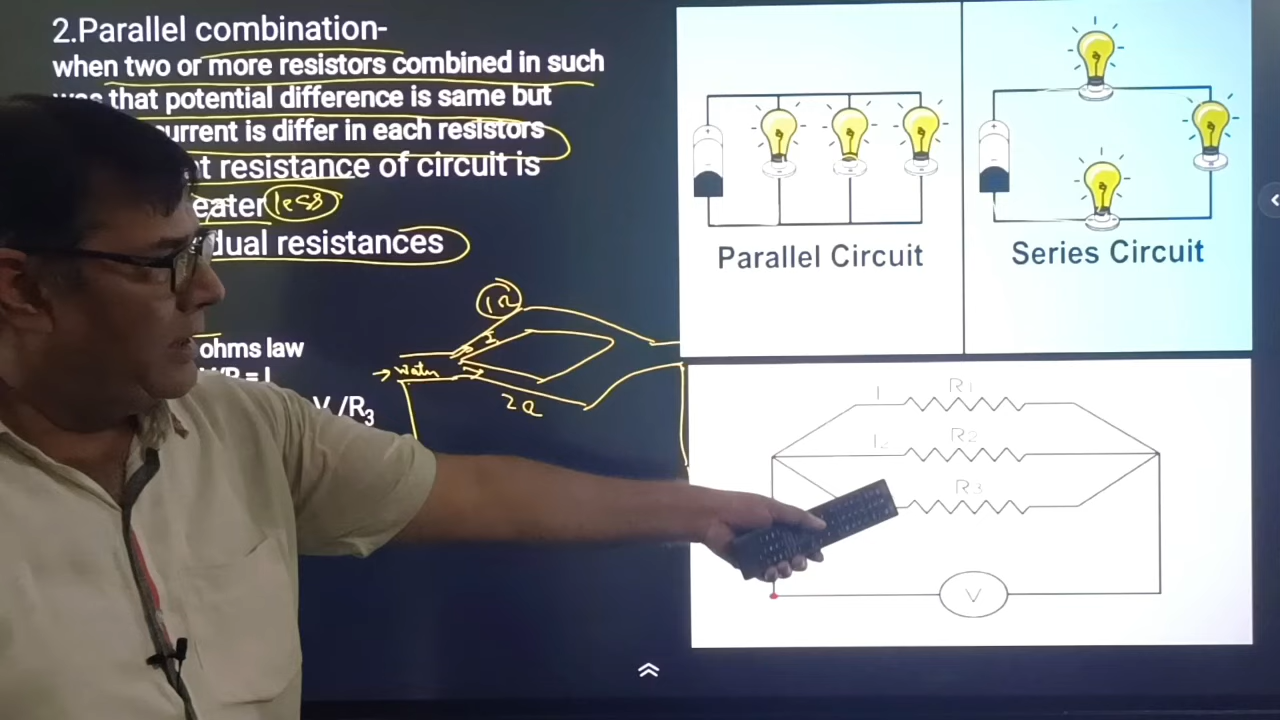 2.Parallel combination-
when two or more resistors combined in such
that potential difference is same but
urrent is differ in each resistors
t resistance of circuit is
eater less
dual resistances
1Ω
I
water
2Ω
ohms law
= I
V /R3
Parallel Circuit
Series Circuit
I R1
I2 R2
R3
V